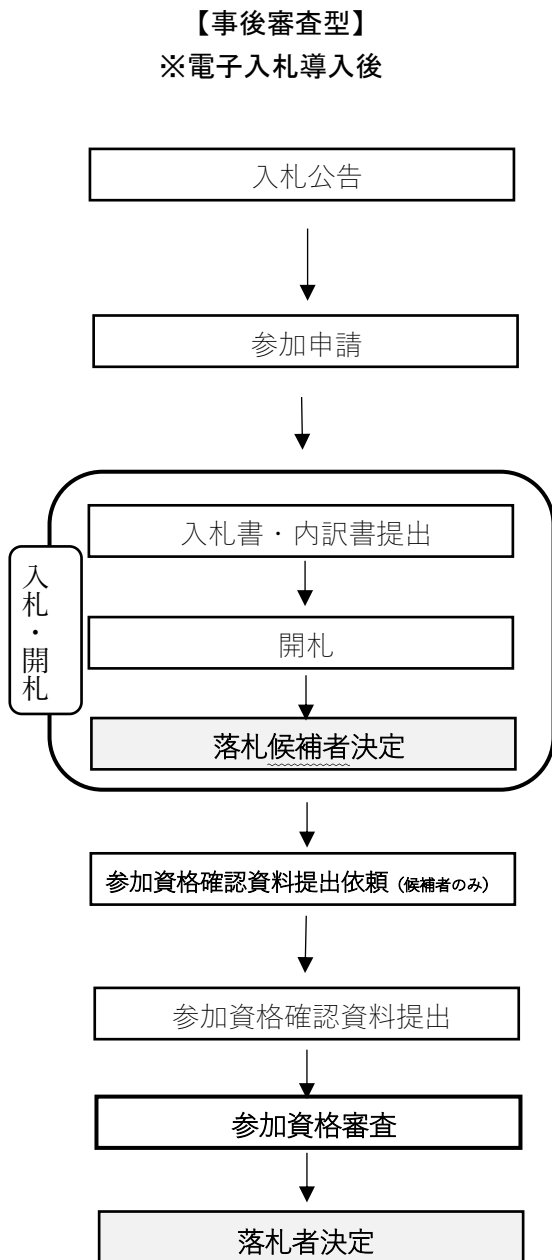 【事後審査型】
※電子入札導入後
入札公告
参加申請
入札・開札
入札書・内訳書提出
開札
落札候補者決定
参加資格確認資料提出依頼(候補者のみ)
参加資格確認資料提出
参加資格審査
落札者決定